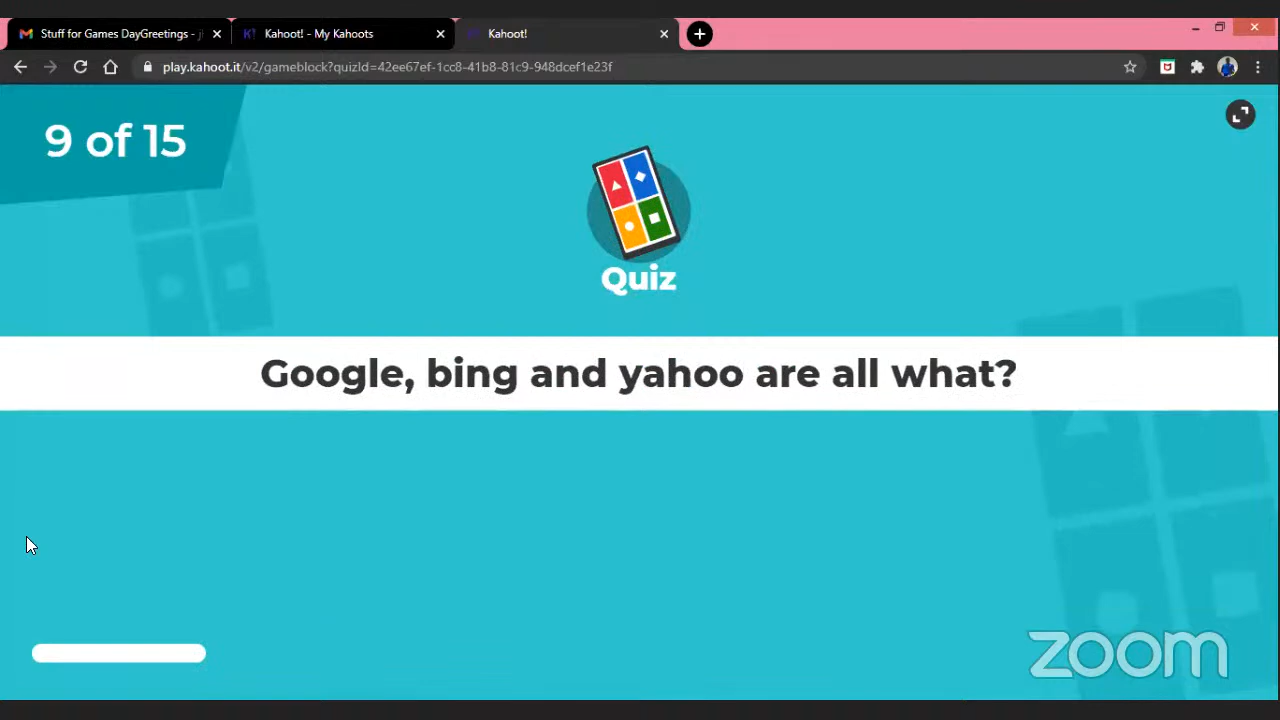 Stuff for Games DayGreetings - j
Kahoot! - My Kahoots
Kahoot!
play.kahoot.it/v2/gameblock?quizId=42ee67ef-1cc8-41b8-81c9-948dcef1e23f
9 of 15
Quiz
Google, bing and yahoo are all what?
zoom